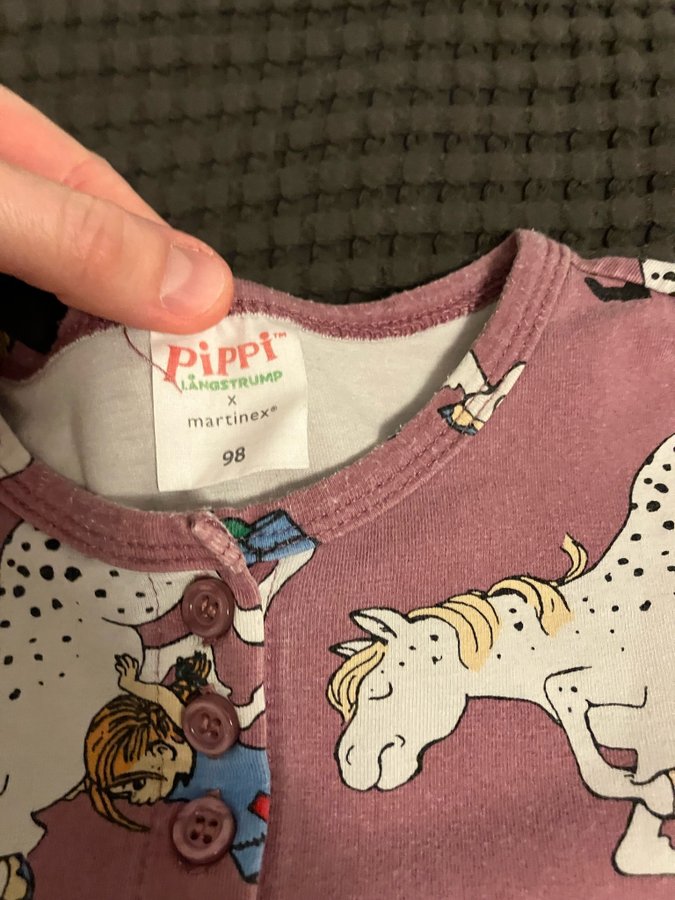 Pippi™
LÅNGSTRUMP
x
martinex®
98